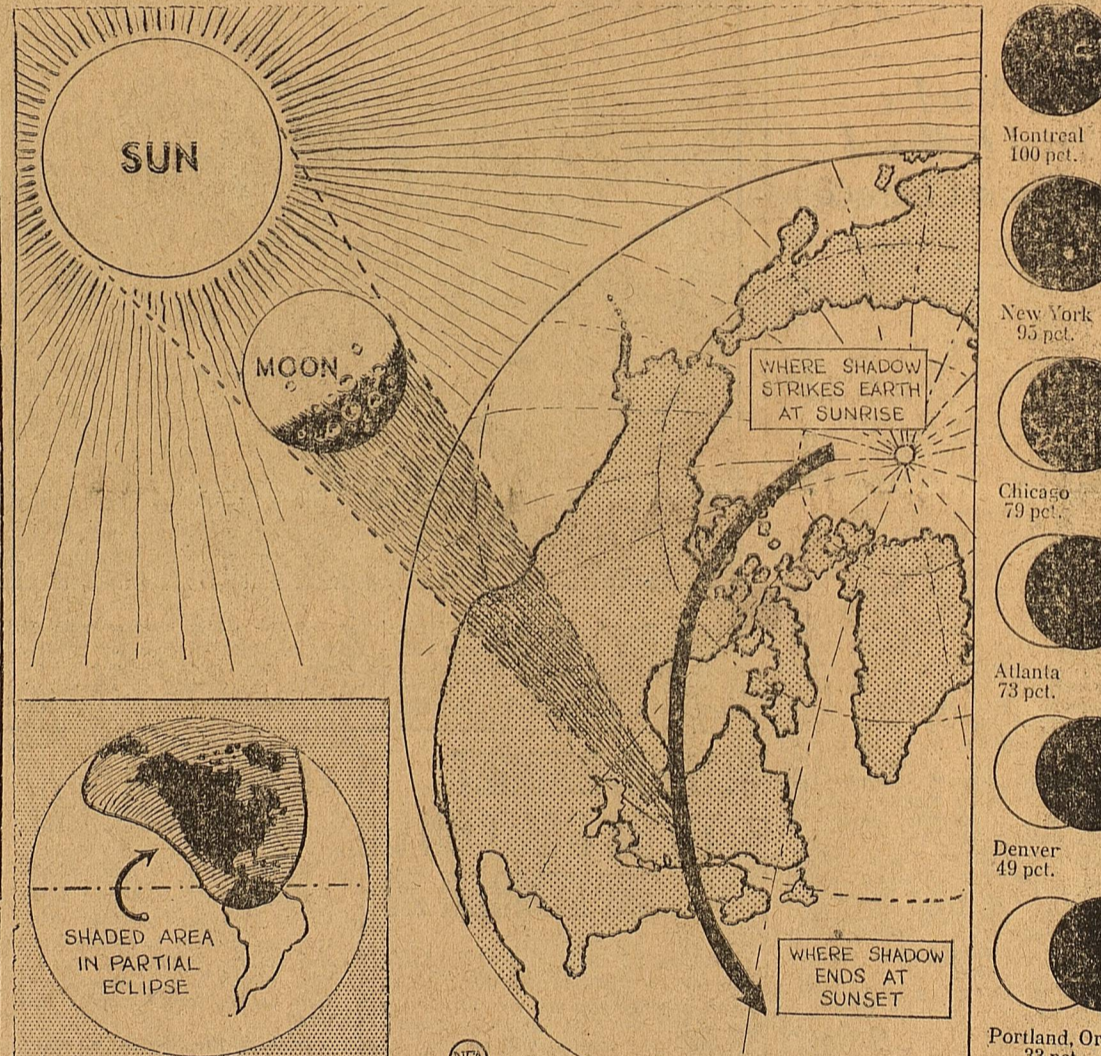 SUN
MOON
WHERE SHADOW
STRIKES EARTH
AT SUNRISE
WHERE SHADOW
ENDS AT
SUNSET
SHADED AREA
IN PARTIAL
ECLIPSE
Montreal
100 pct.
New York
95 pct.
Chicago
79 pct.
Atlanta
73 pct.
Denver
49 pct.
Portland, Or